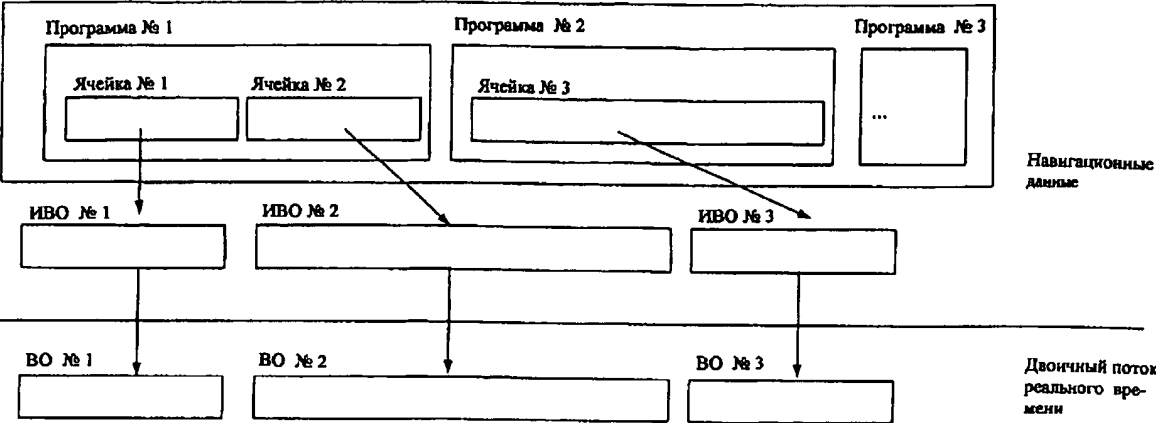 Программа № 1
Программа № 2
Программа № 3
Ячейка № 1
Ячейка № 2
Ячейка № 3
...
Навигационные
данные
ИВО № 1
ИВО № 2
ИВО № 3
ВО № 1
ВО № 2
ВО № 3
Двоичный поток
реального вре-
мени